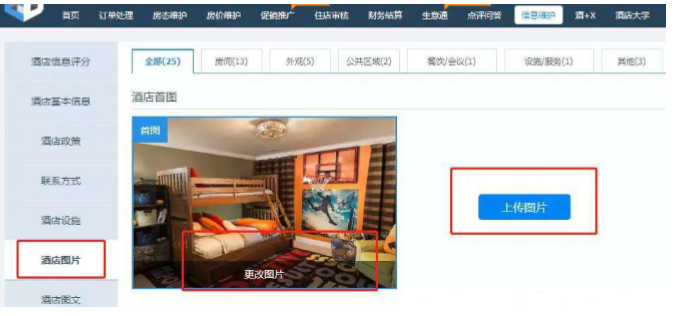 首页 订单处理 房态维护 房价维护 促销推广 住店审核 财务结算 生意通 点评问答 信息维护 酒+X 酒店大学
酒店信息评分
全部(25) 房间(13) 外观(5) 公共区域(2) 餐饮/会议(1) 设施/服务(1) 其他(3)
酒店基本信息
酒店首图
首图
酒店政策
联系方式
酒店设施
上传图片
酒店图片
更改图片
酒店图文